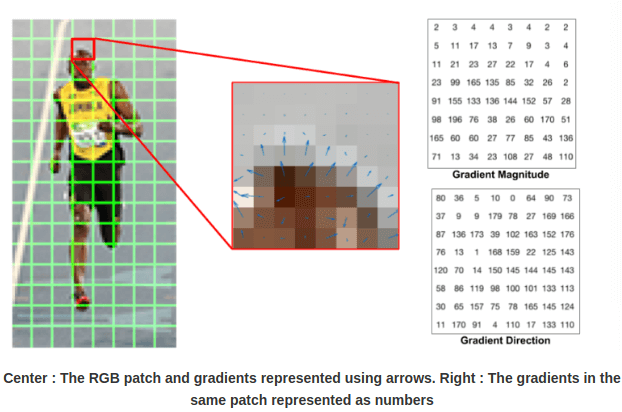 2 3 4 4 3 4 2 2
5 11 17 13 7 9 3 4
11 21 23 27 22 17 4 6
23 99 165 135 85 32 26 2
91 155 133 136 144 152 57 28
98 196 76 38 26 60 170 51
165 60 60 27 77 85 43 136
71 13 34 23 108 27 48 110
Gradient Magnitude
80 36 5 10 0 64 90 73
37 9 9 179 78 27 169 166
87 136 173 39 102 163 152 176
76 13 1 168 159 22 125 143
120 70 14 150 145 144 145 143
58 86 119 98 100 101 133 113
30 65 157 75 78 165 145 124
11 170 91 4 110 17 133 110
Gradient Direction
Center : The RGB patch and gradients represented using arrows. Right : The gradients in the
same patch represented as numbers